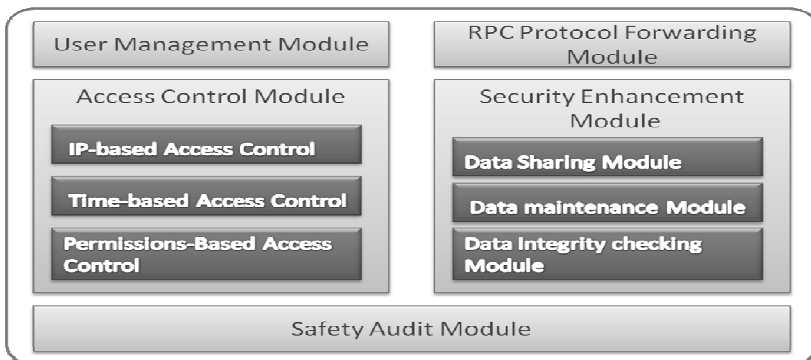 User Management Module
RPC Protocol Forwarding
Module
Access Control Module
IP-based Access Control
Time-based Access Control
Permissions-Based Access
Control
Security Enhancement
Module
Data Sharing Module
Data maintenance Module
Data Integrity checking
Module
Safety Audit Module